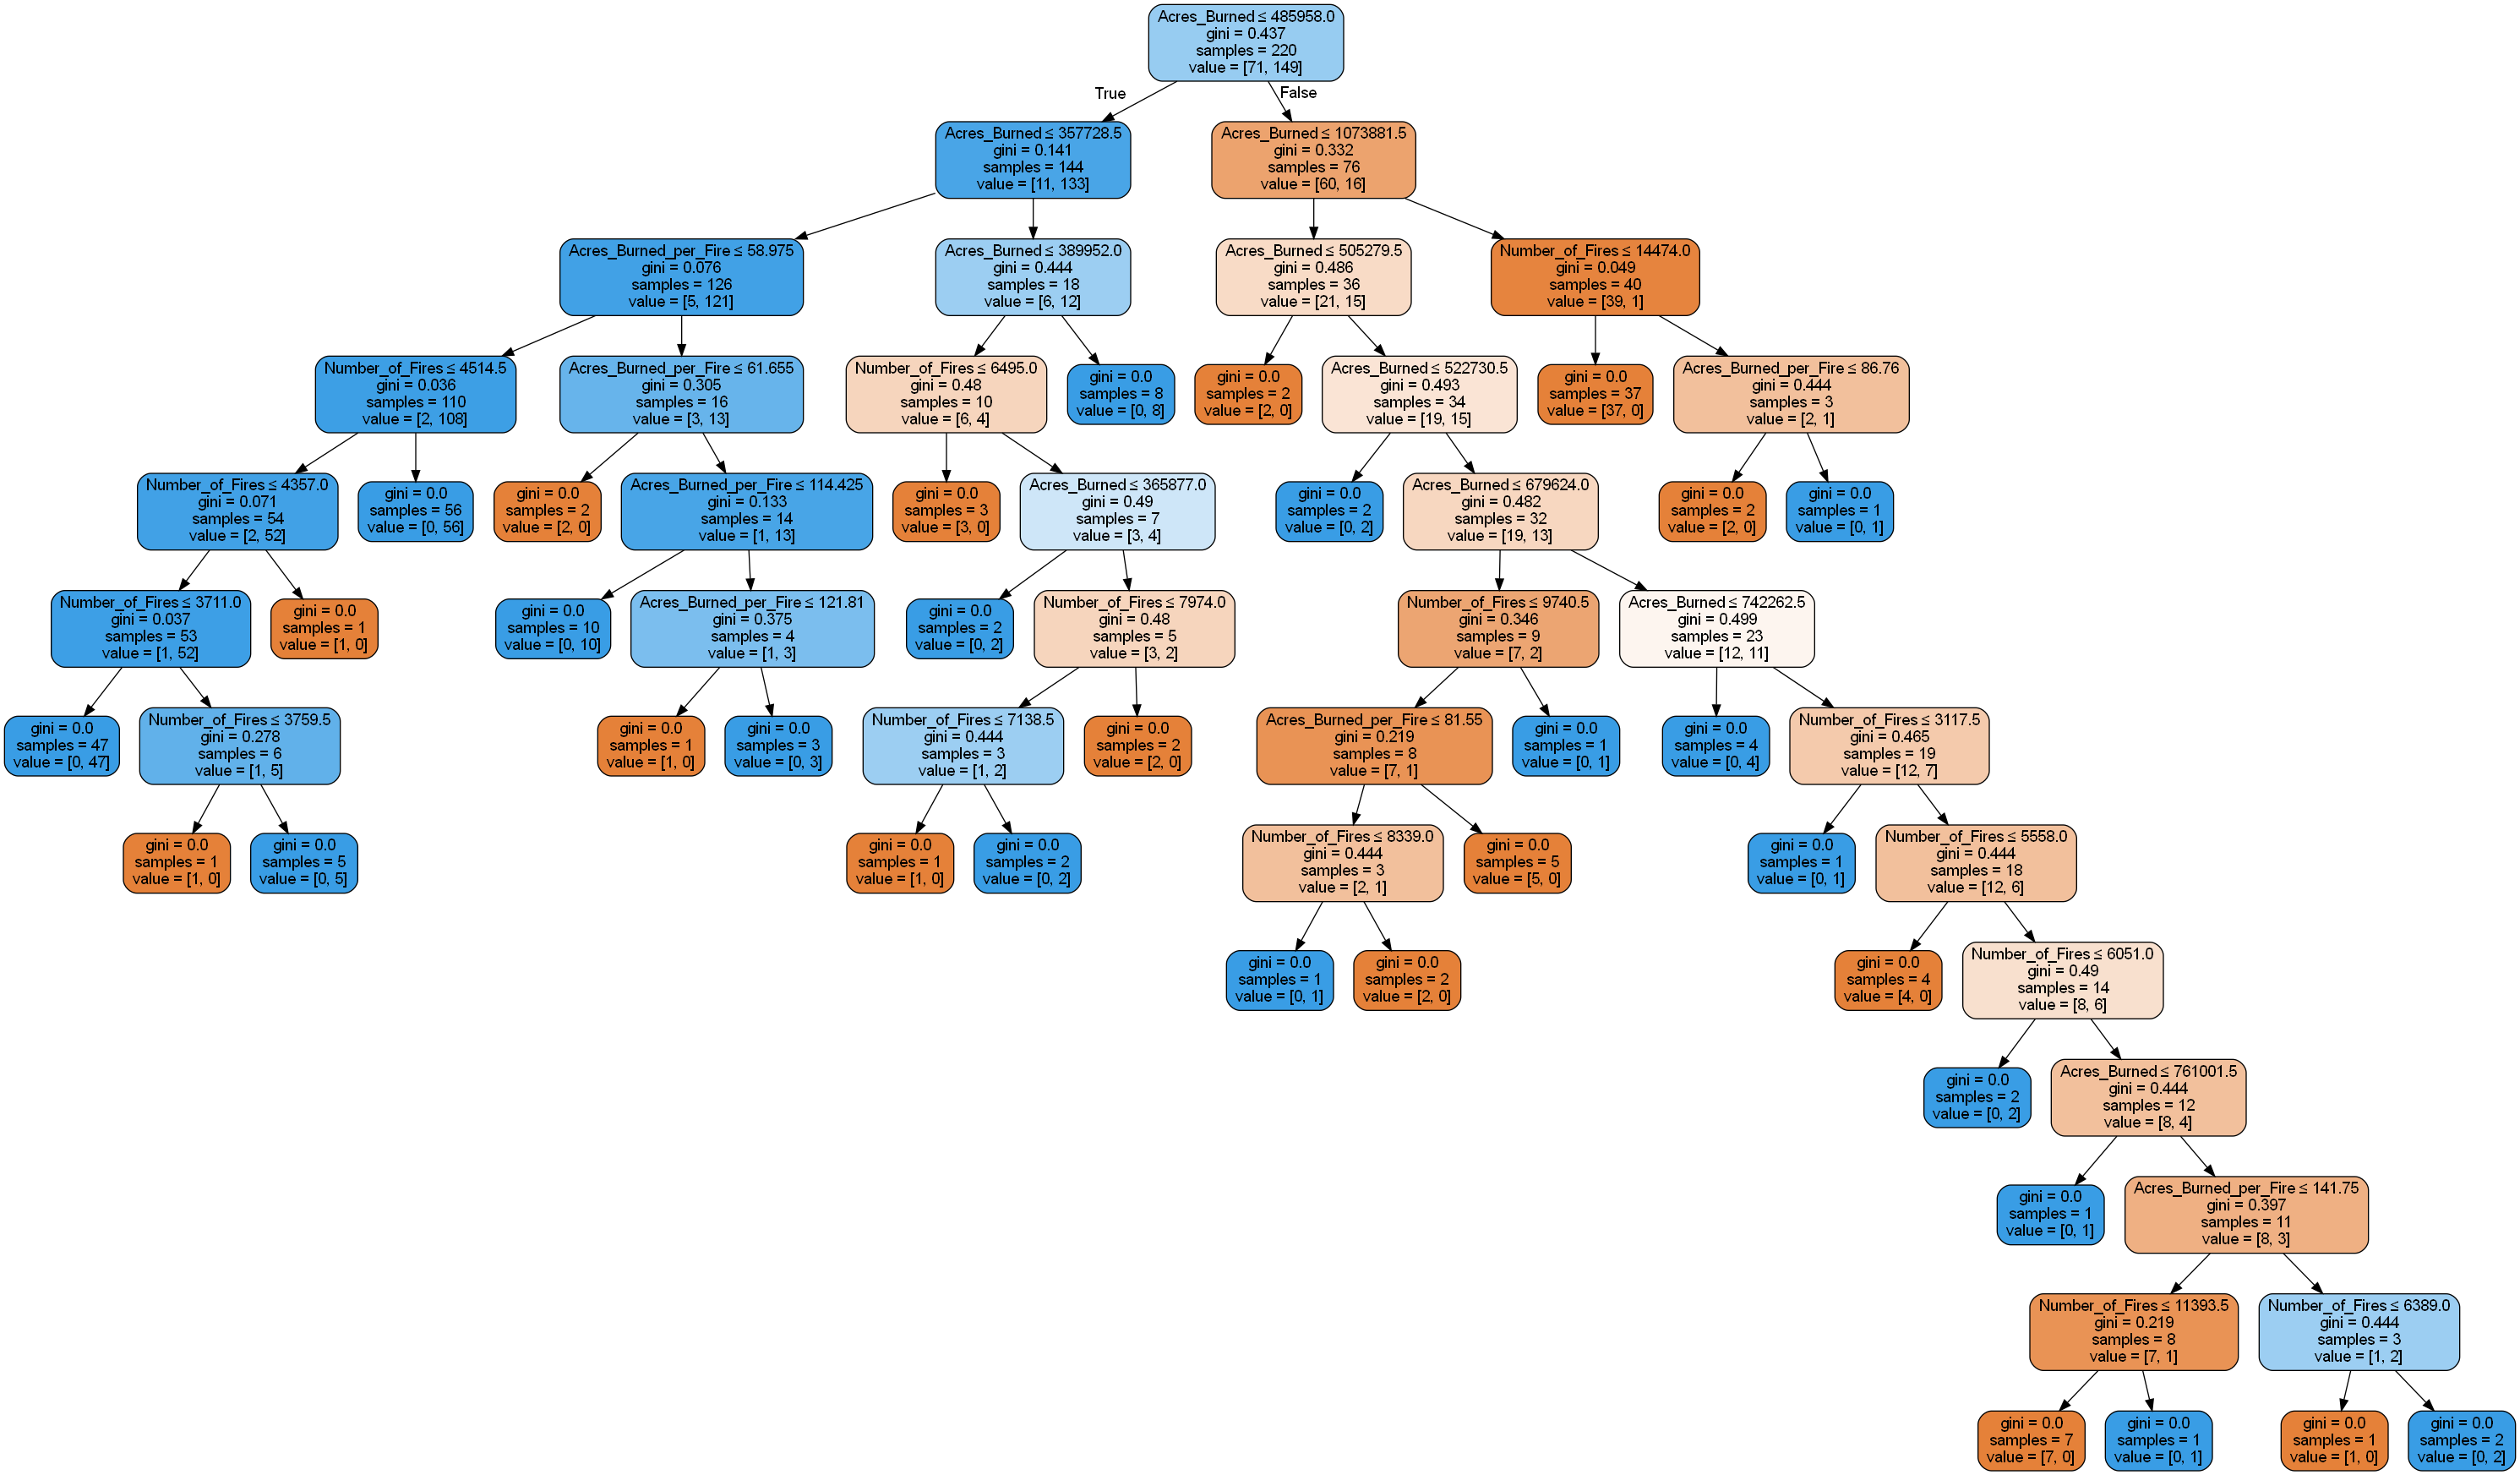 Acres_Burned ≤ 485958.0
gini = 0.437
samples = 220
value = [71, 149]
True
False
Acres_Burned ≤ 357728.5
gini = 0.141
samples = 144
value = [11, 133]
Acres_Burned ≤ 1073881.5
gini = 0.332
samples = 76
value = [60, 16]
Acres_Burned_per_Fire ≤ 58.975
gini = 0.076
samples = 126
value = [5, 121]
Acres_Burned ≤ 389952.0
gini = 0.444
samples = 18
value = [6, 12]
Acres_Burned ≤ 505279.5
gini = 0.486
samples = 36
value = [21, 15]
Number_of_Fires ≤ 14474.0
gini = 0.049
samples = 40
value = [39, 1]
Number_of_Fires ≤ 4514.5
gini = 0.036
samples = 110
value = [2, 108]
Acres_Burned_per_Fire ≤ 61.655
gini = 0.305
samples = 16
value = [3, 13]
Number_of_Fires ≤ 6495.0
gini = 0.48
samples = 10
value = [6, 4]
gini = 0.0
samples = 8
value = [0, 8]
gini = 0.0
samples = 2
value = [2, 0]
Acres_Burned ≤ 522730.5
gini = 0.493
samples = 34
value = [19, 15]
gini = 0.0
samples = 37
value = [37, 0]
Acres_Burned_per_Fire ≤ 86.76
gini = 0.444
samples = 3
value = [2, 1]
Number_of_Fires ≤ 4357.0
gini = 0.071
samples = 54
value = [2, 52]
gini = 0.0
samples = 56
value = [0, 56]
gini = 0.0
samples = 2
value = [2, 0]
Acres_Burned_per_Fire ≤ 114.425
gini = 0.133
samples = 14
value = [1, 13]
gini = 0.0
samples = 3
value = [3, 0]
Acres_Burned ≤ 365877.0
gini = 0.49
samples = 7
value = [3, 4]
gini = 0.0
samples = 2
value = [0, 2]
Acres_Burned ≤ 679624.0
gini = 0.482
samples = 32
value = [19, 13]
gini = 0.0
samples = 2
value = [2, 0]
gini = 0.0
samples = 1
value = [0, 1]
Number_of_Fires ≤ 3711.0
gini = 0.037
samples = 53
value = [1, 52]
gini = 0.0
samples = 1
value = [1, 0]
gini = 0.0
samples = 10
value = [0, 10]
Acres_Burned_per_Fire ≤ 121.81
gini = 0.375
samples = 4
value = [1, 3]
gini = 0.0
samples = 2
value = [0, 2]
Number_of_Fires ≤ 7974.0
gini = 0.48
samples = 5
value = [3, 2]
Number_of_Fires ≤ 9740.5
gini = 0.346
samples = 9
value = [7, 2]
Acres_Burned ≤ 742262.5
gini = 0.499
samples = 23
value = [12, 11]
gini = 0.0
samples = 47
value = [0, 47]
Number_of_Fires ≤ 3759.5
gini = 0.278
samples = 6
value = [1, 5]
gini = 0.0
samples = 1
value = [1, 0]
gini = 0.0
samples = 3
value = [0, 3]
Number_of_Fires ≤ 7138.5
gini = 0.444
samples = 3
value = [1, 2]
gini = 0.0
samples = 2
value = [2, 0]
Acres_Burned_per_Fire ≤ 81.55
gini = 0.219
samples = 8
value = [7, 1]
gini = 0.0
samples = 1
value = [0, 1]
gini = 0.0
samples = 4
value = [0, 4]
Number_of_Fires ≤ 3117.5
gini = 0.465
samples = 19
value = [12, 7]
gini = 0.0
samples = 1
value = [1, 0]
gini = 0.0
samples = 5
value = [0, 5]
gini = 0.0
samples = 1
value = [1, 0]
gini = 0.0
samples = 2
value = [0, 2]
Number_of_Fires ≤ 8339.0
gini = 0.444
samples = 3
value = [2, 1]
gini = 0.0
samples = 5
value = [5, 0]
gini = 0.0
samples = 1
value = [0, 1]
Number_of_Fires ≤ 5558.0
gini = 0.444
samples = 18
value = [12, 6]
gini = 0.0
samples = 1
value = [0, 1]
gini = 0.0
samples = 2
value = [2, 0]
gini = 0.0
samples = 4
value = [4, 0]
Number_of_Fires ≤ 6051.0
gini = 0.49
samples = 14
value = [8, 6]
gini = 0.0
samples = 2
value = [0, 2]
Acres_Burned ≤ 761001.5
gini = 0.444
samples = 12
value = [8, 4]
gini = 0.0
samples = 1
value = [0, 1]
Acres_Burned_per_Fire ≤ 141.75
gini = 0.397
samples = 11
value = [8, 3]
Number_of_Fires ≤ 11393.5
gini = 0.219
samples = 8
value = [7, 1]
Number_of_Fires ≤ 6389.0
gini = 0.444
samples = 3
value = [1, 2]
gini = 0.0
samples = 7
value = [7, 0]
gini = 0.0
samples = 1
value = [0, 1]
gini = 0.0
samples = 1
value = [1, 0]
gini = 0.0
samples = 2
value = [0, 2]